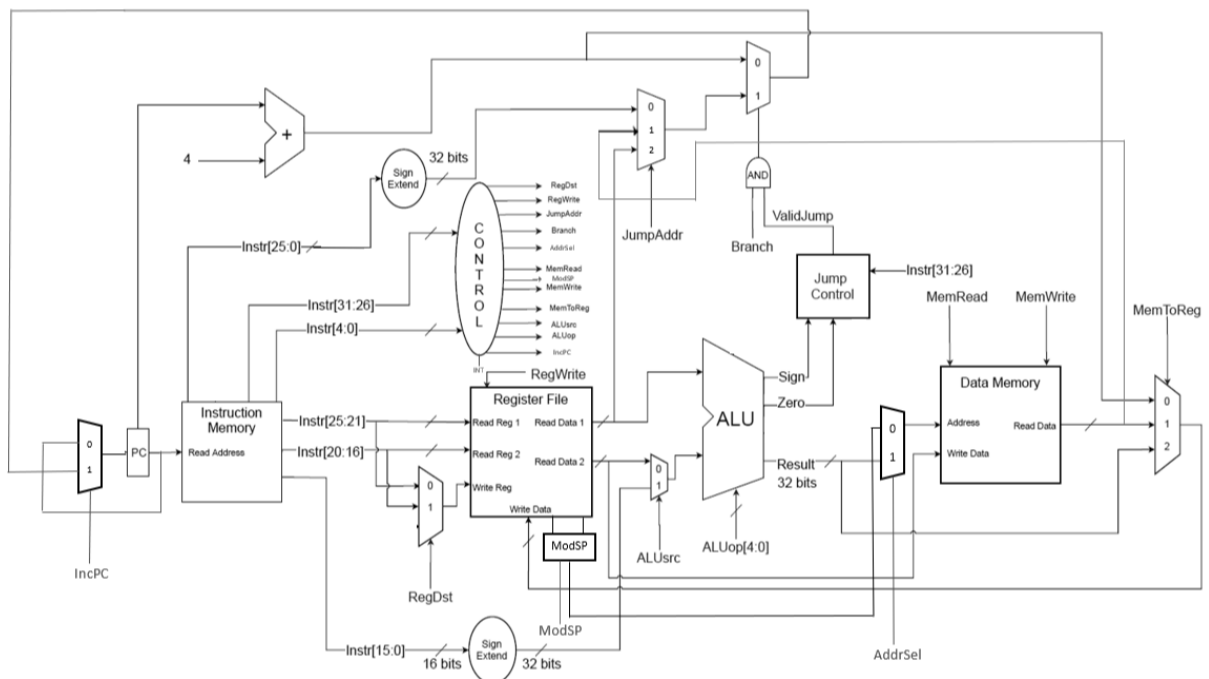 0
1
+
4
Sign
Extend
32 bits
0
1
2
JumpAddr
AND
ValidJump
Branch
Instr[25:0]
CONTROL
RegDst
RegWrite
JumpAddr
Branch
AddrSel
MemRead
ModSP
MemWrite
MemToReg
ALUsrc
ALUop
IncPC
INT
Instr[31:26]
Instr[4:0]
Jump
Control
Instr[31:26]
MemRead
MemWrite
MemToReg
Instruction
Memory
Read Address
0
1
PC
IncPC
Instr[25:21]
Instr[20:16]
0
1
RegDst
RegWrite
Register File
Read Reg 1
Read Data 1
Read Reg 2
Read Data 2
Write Reg
Write Data
ModSP
ModSP
0
1
ALUsrc
ALU
Sign
Zero
Result
32 bits
ALUop[4:0]
0
1
AddrSel
Data Memory
Address
Read Data
Write Data
0
1
2
Instr[15:0]
16 bits
Sign
Extend
32 bits